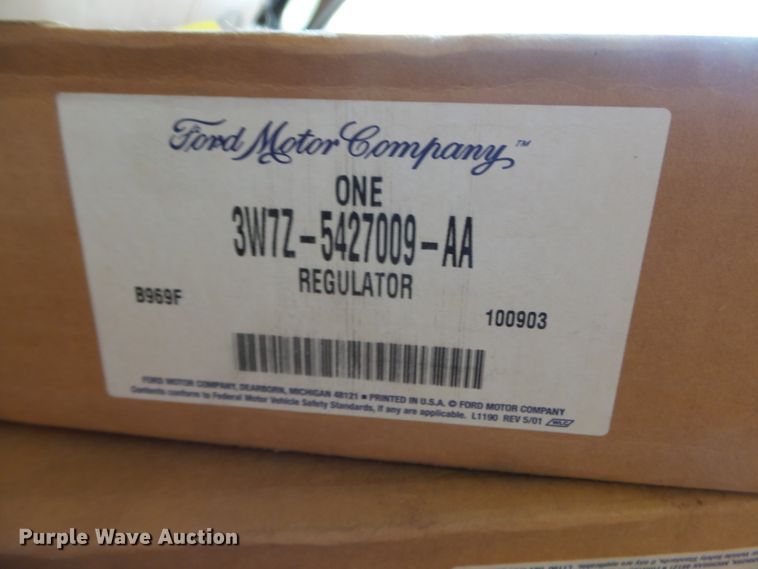 Ford Motor Company™
ONE
3W7Z-5427009-AA
REGULATOR
B969F
100903
FORD MOTOR COMPANY, DEARBORN, MICHIGAN 48121 ■ PRINTED IN U.S.A. © FORD MOTOR COMPANY
Contents conform to Federal Motor Vehicle Safety Standards, if any are applicable. L1190 REV 5/01 WLC
Purple Wave Auction